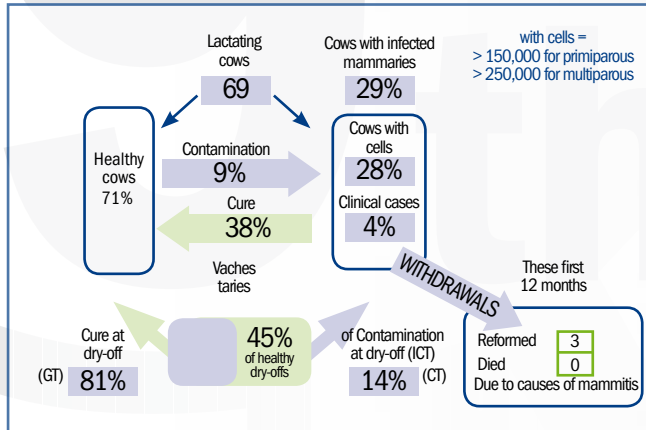 Lactating
cows
69
Cows with infected
mammaries
29%
with cells =
> 150,000 for primiparous
> 250,000 for multiparous
Healthy
cows
71%
Contamination
9%
Cure
38%
Cows with
cells
28%
Clinical cases
4%
Vaches
taries
WITHDRAWALS
These first
12 months
Reformed 3
Died 0
Due to causes of mammitis
Cure at
dry-off
(GT) 81%
45%
of healthy
dry-offs
of Contamination
at dry-off (ICT)
14% (CT)